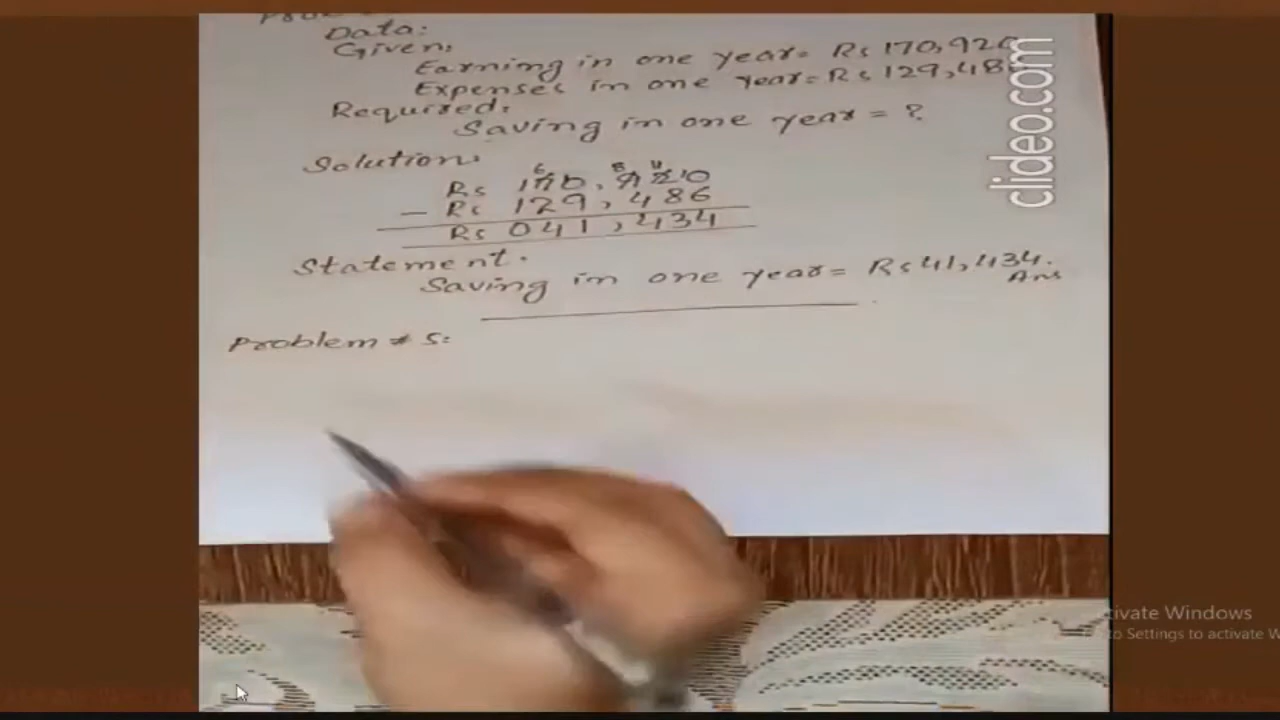 Data:
Given:
Earning in one year= Rs 170,920
Expenses in one year=Rs 129,486
Required:
Saving in one year = ?
Solution:
Rs 170,920
- Rs 129,486
Rs 041,434
Statement.
Saving in one year= Rs 41,434.
Ans
Problem # 5:
clideo.com
Activate Windows
to Settings to activate W